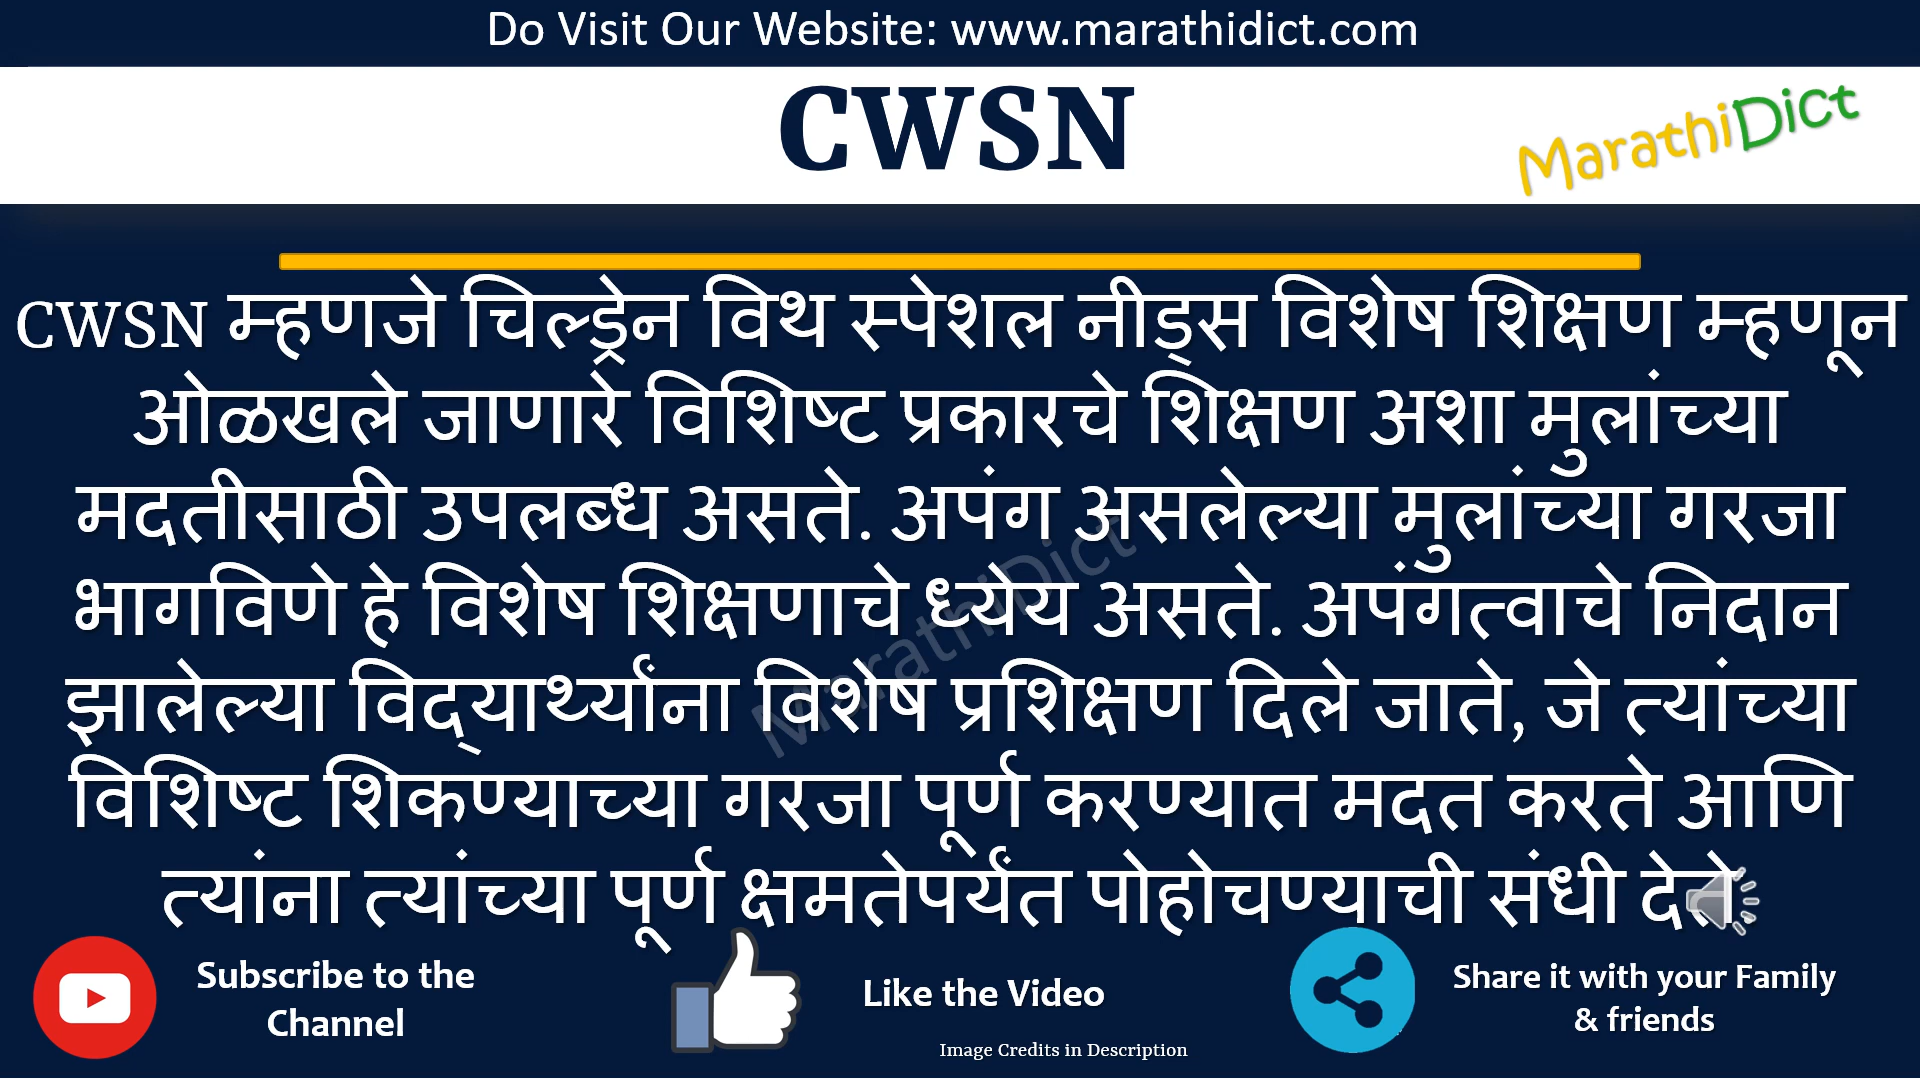 Do Visit Our Website: www.marathidict.com
CWSN
MarathiDict
CWSN म्हणजे चिल्ड्रेन विथ स्पेशल नीड्स विशेष शिक्षण म्हणून
ओळखले जाणारे विशिष्ट प्रकारचे शिक्षण अशा मुलांच्या
मदतीसाठी उपलब्ध असते. अपंग असलेल्या मुलांच्या गरजा
भागविणे हे विशेष शिक्षणाचे ध्येय असते. अपंगत्वाचे निदान
झालेल्या विद्‌यार्थ्यांना विशेष प्रशिक्षण दिले जाते, जे त्यांच्या
विशिष्ट शिकण्याच्या गरजा पूर्ण करण्यात मदत करते आणि
त्यांना त्यांच्या पूर्ण क्षमतेपर्यंत पोहोचण्याची संधी देते.
MarathiDict
Subscribe to the
Channel
Like the Video
Share it with your Family
& friends
Image Credits in Description